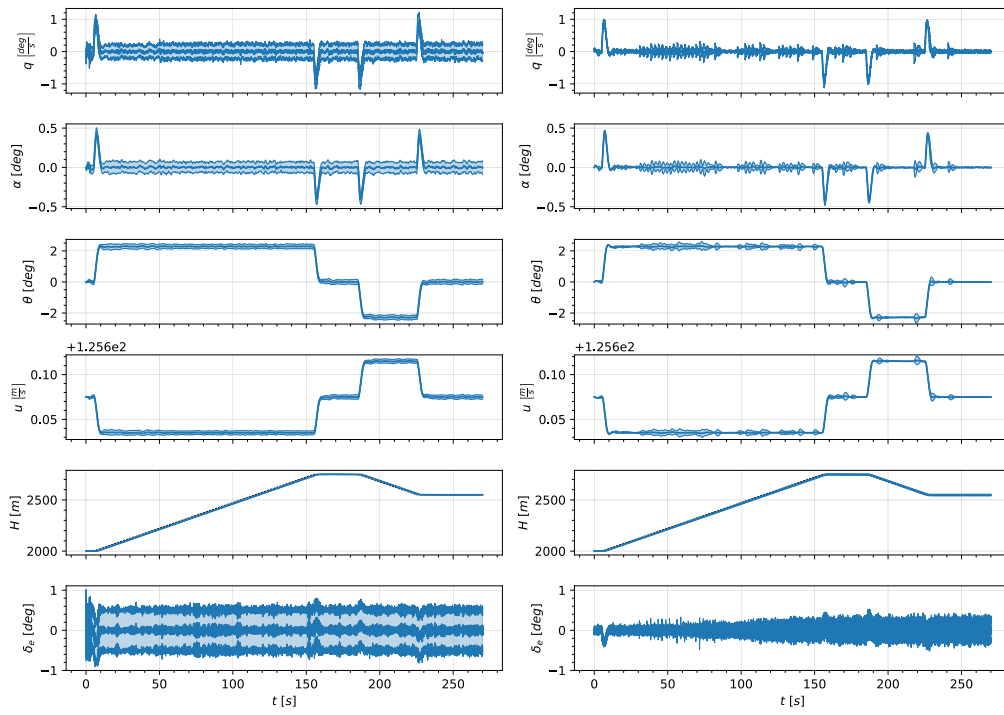 1
0
−1
q [deg/s]
1
0
−1
q [deg/s]
0.5
0.0
−0.5
α [deg]
0.5
0.0
−0.5
α [deg]
2
0
−2
θ [deg]
2
0
−2
θ [deg]
+1.256e2
0.10
0.05
u [m/s]
+1.256e2
0.10
0.05
u [m/s]
2500
2000
H [m]
2500
2000
H [m]
1
0
−1
δe [deg]
0 50 100 150 200 250
t [s]
1
0
−1
δe [deg]
0 50 100 150 200 250
t [s]